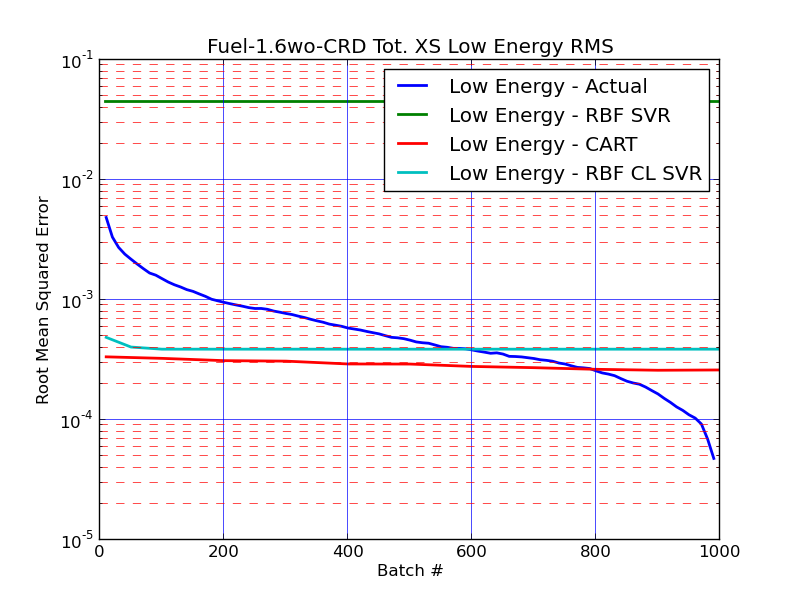 Fuel-1.6wo-CRD Tot. XS Low Energy RMS
Low Energy - Actual
Low Energy - RBF SVR
Low Energy - CART
Low Energy - RBF CL SVR
Root Mean Squared Error
10^-1
10^-2
10^-3
10^-4
10^-5
0 200 400 600 800 1000
Batch #